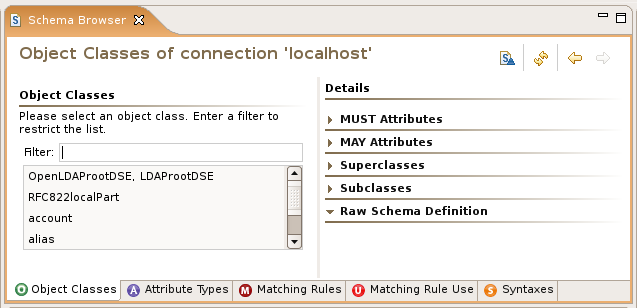 Schema Browser
Object Classes of connection 'localhost'
Object Classes
Please select an object class. Enter a filter to
restrict the list.
Filter:
OpenLDAProotDSE, LDAProotDSE
RFC822localPart
account
alias
Details
MUST Attributes
MAY Attributes
Superclasses
Subclasses
Raw Schema Definition
Object Classes
Attribute Types
Matching Rules
Matching Rule Use
Syntaxes